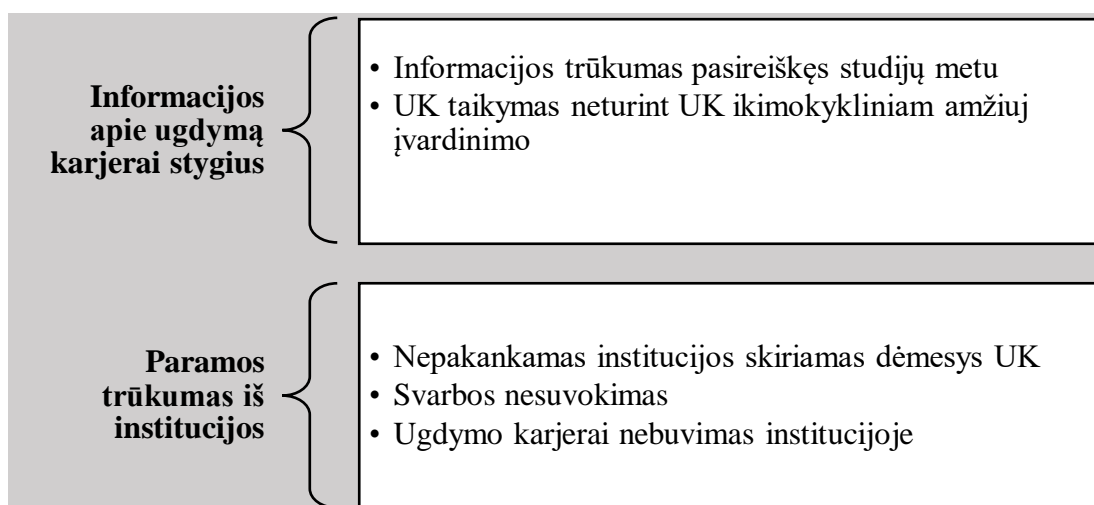 Informacijos
apie ugdymą
karjerai stygius
• Informacijos trūkumas pasireiškęs studijų metu
• UK taikymas neturint UK ikimokykliniam amžiuj
įvardinimo
Paramos
trūkumas iš
institucijos
• Nepakankamas institucijos skiriamas dėmesys UK
• Svarbos nesuvokimas
• Ugdymo karjerai nebuvimas institucijoje